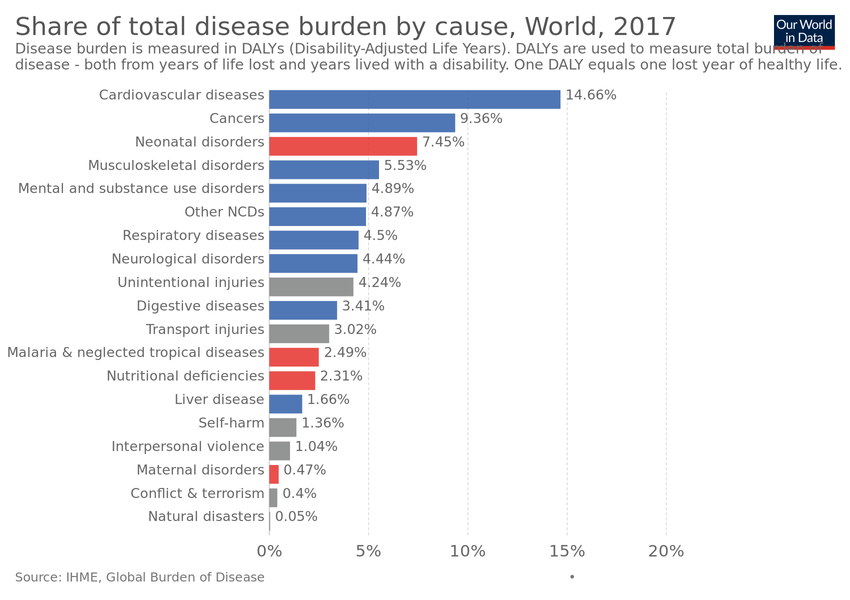 Share of total disease burden by cause, World, 2017
Our World
in Data
Disease burden is measured in DALYs (Disability-Adjusted Life Years). DALYs are used to measure total burden of
disease - both from years of life lost and years lived with a disability. One DALY equals one lost year of healthy life.
Cardiovascular diseases 14.66%
Cancers 9.36%
Neonatal disorders 7.45%
Musculoskeletal disorders 5.53%
Mental and substance use disorders 4.89%
Other NCDs 4.87%
Respiratory diseases 4.5%
Neurological disorders 4.44%
Unintentional injuries 4.24%
Digestive diseases 3.41%
Transport injuries 3.02%
Malaria & neglected tropical diseases 2.49%
Nutritional deficiencies 2.31%
Liver disease 1.66%
Self-harm 1.36%
Interpersonal violence 1.04%
Maternal disorders 0.47%
Conflict & terrorism 0.4%
Natural disasters 0.05%
0% 5% 10% 15% 20%
Source: IHME, Global Burden of Disease •